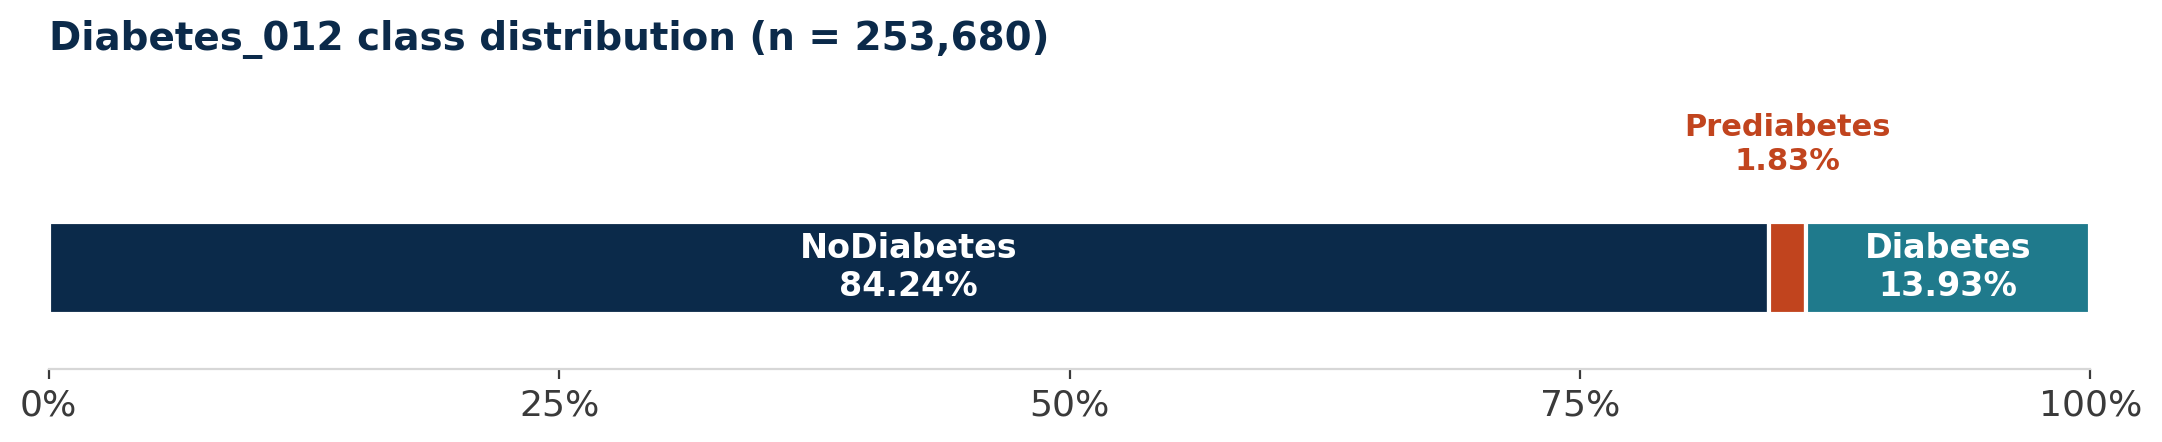 Diabetes_012 class distribution (n = 253,680)
Prediabetes
1.83%
NoDiabetes
84.24%
Diabetes
13.93%
0%
25%
50%
75%
100%